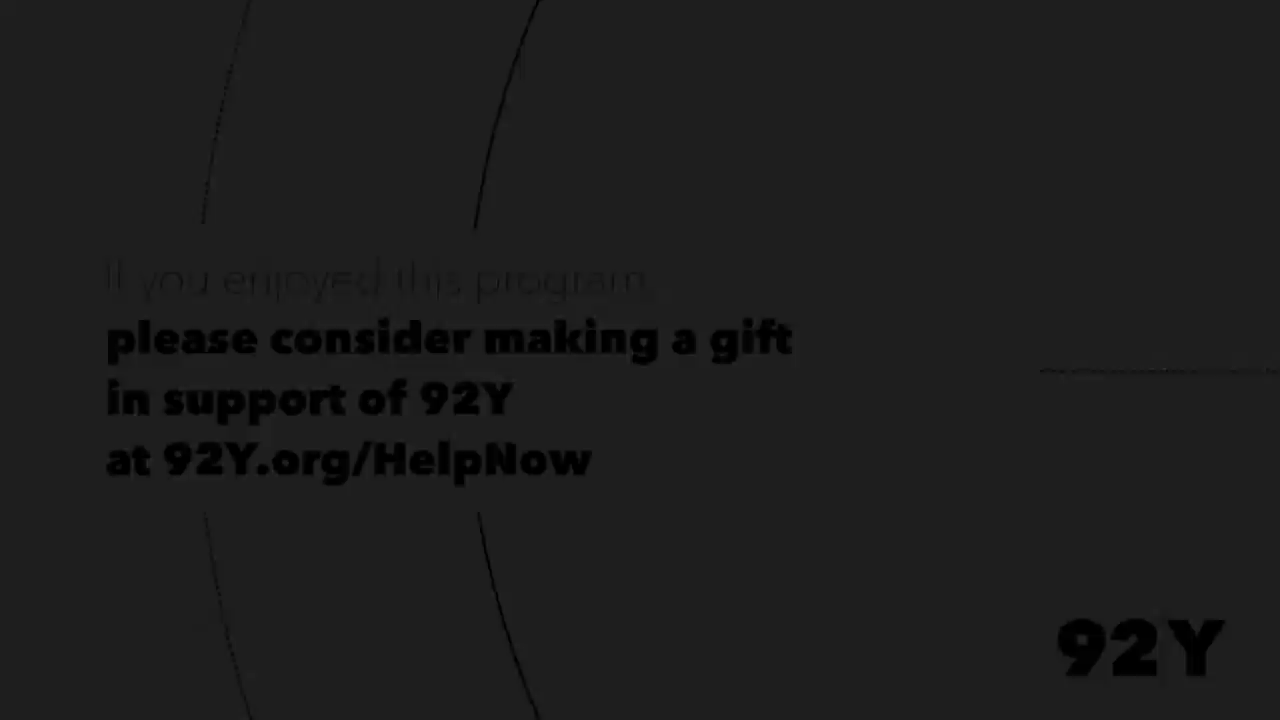 If you enjoyed this program,
please consider making a gift
in support of 92Y
at 92Y.org/HelpNow
92Y